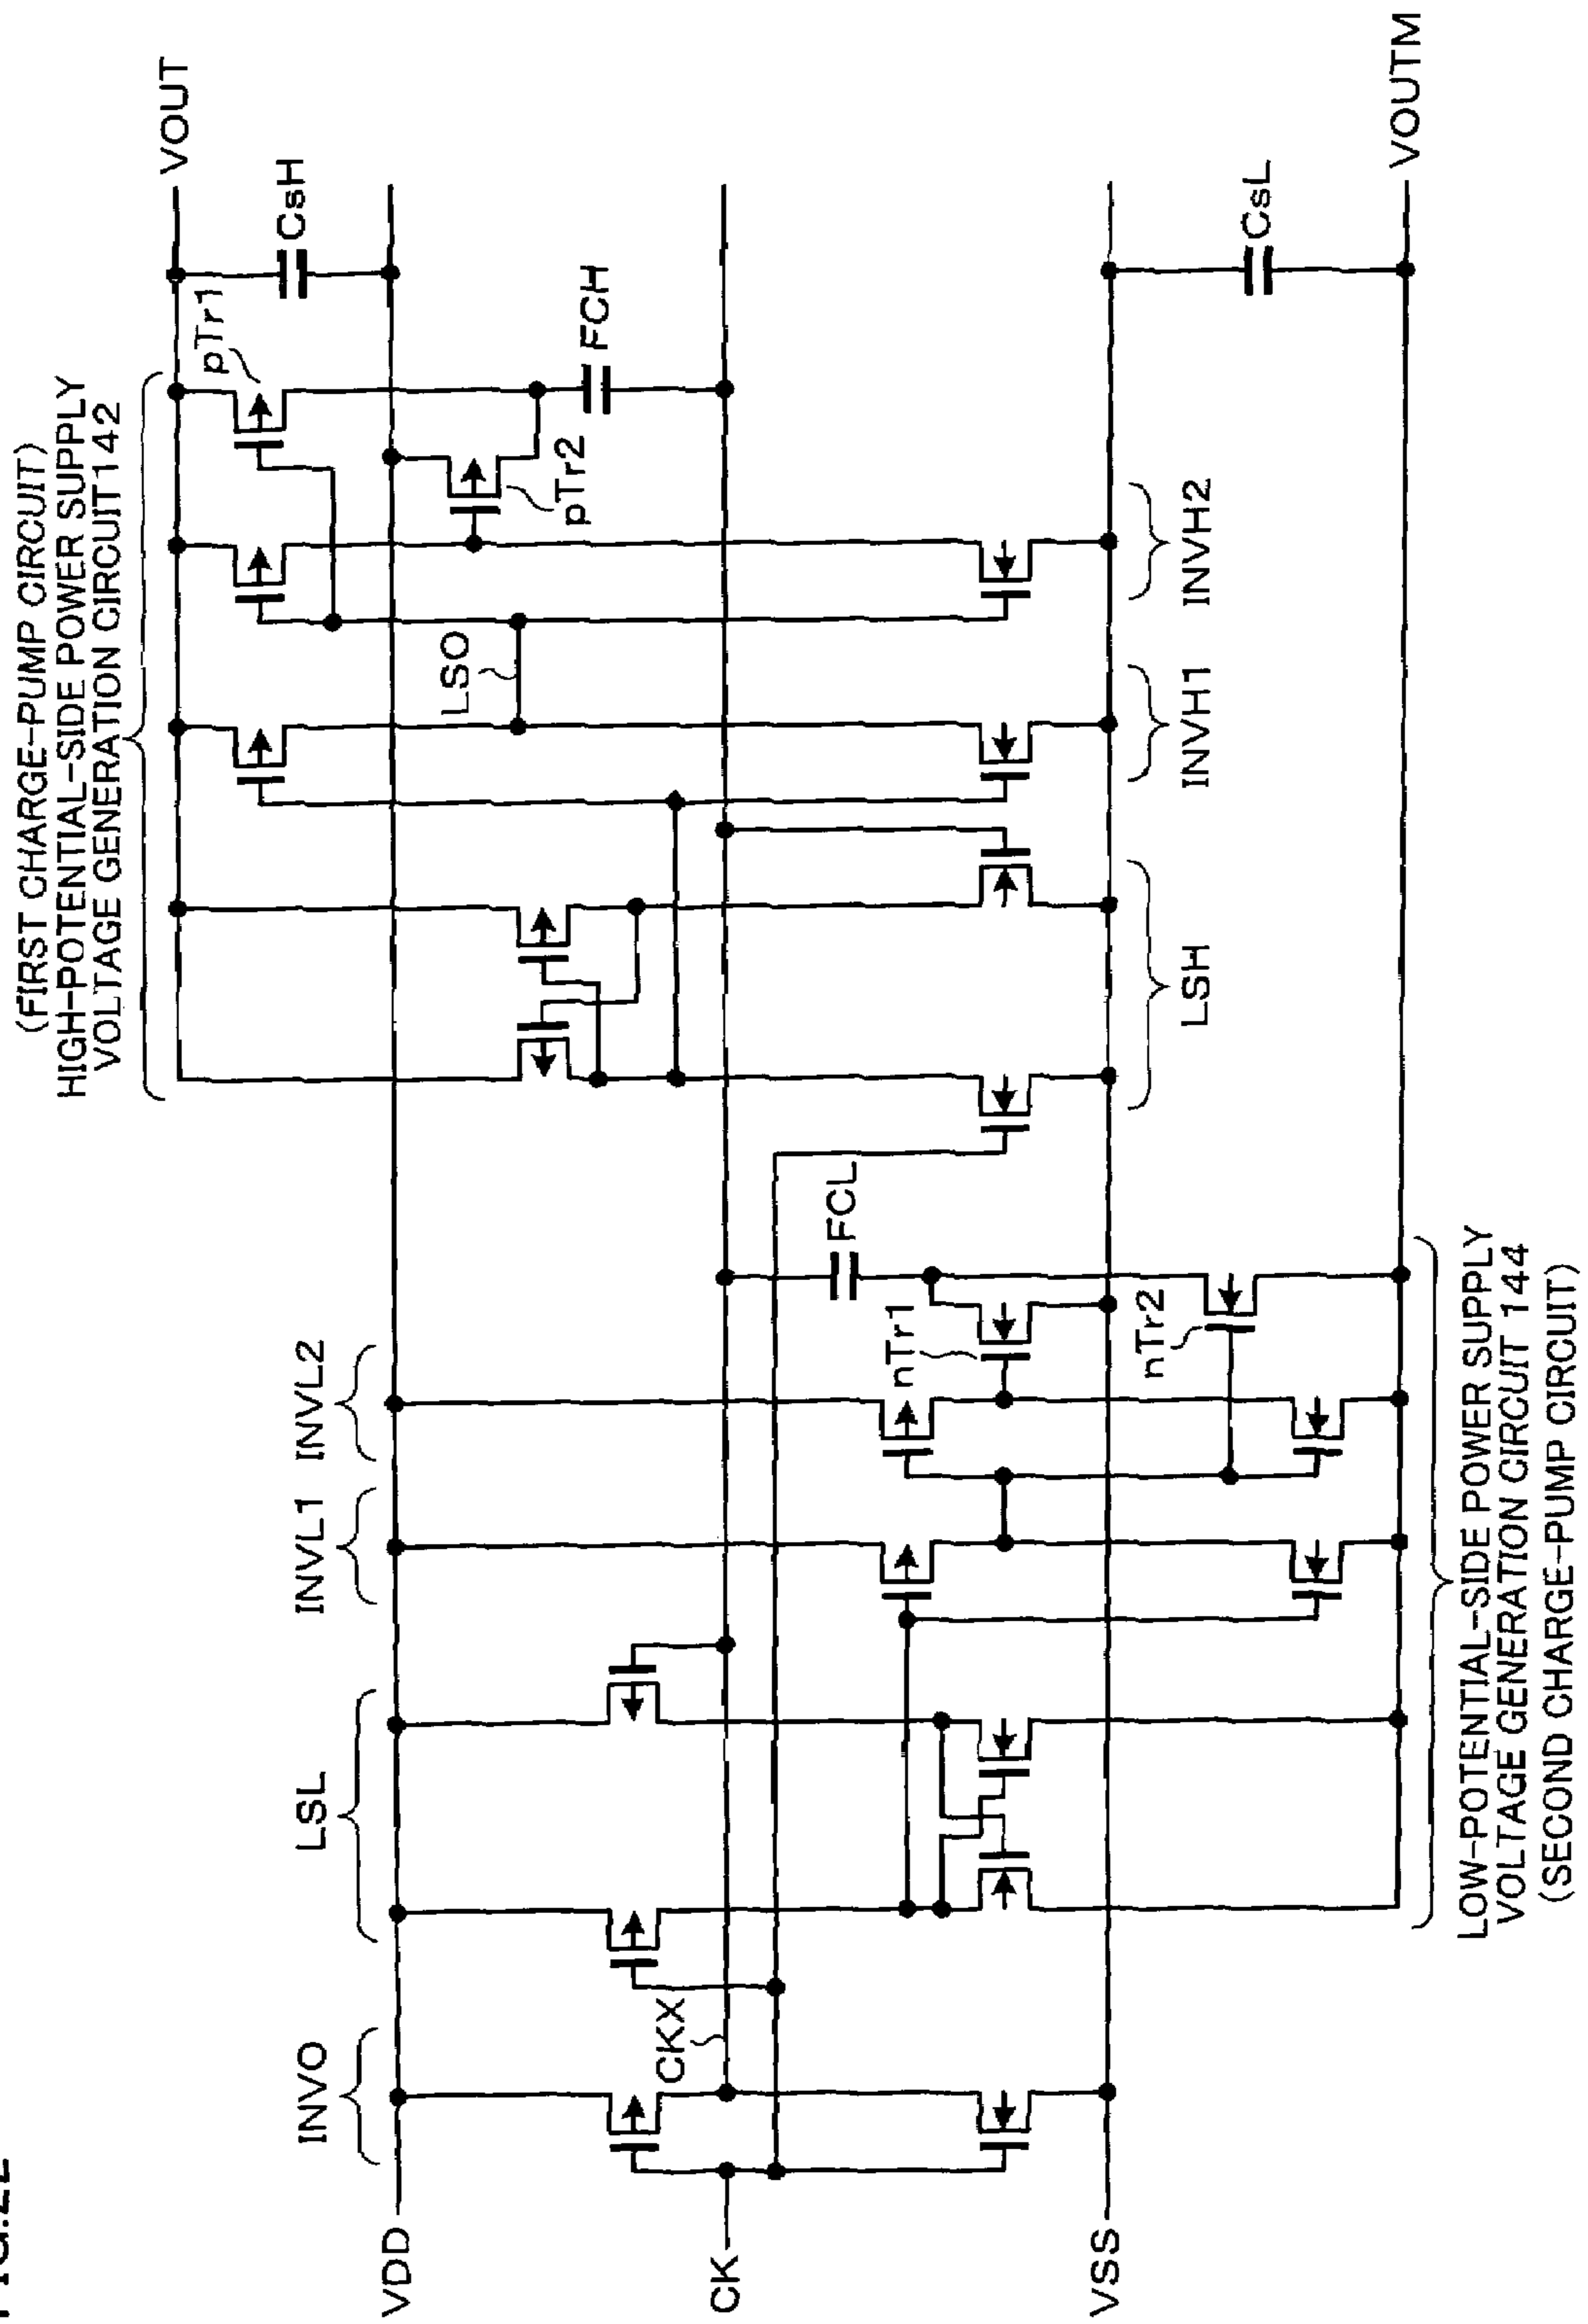 (FIRST CHARGE-PUMP CIRCUIT)
HIGH-POTENTIAL-SIDE POWER SUPPLY
VOLTAGE GENERATION CIRCUIT142
VOUT
CsH
pTr1
FCH
pTr2
LSO
INVH2
INVH1
LSH
CsL
VOUTM
FCL
nTr1
nTr2
INVL2
INVL1
LSL
INVO
CKX
VDD
CK
VSS
LOW-POTENTIAL-SIDE POWER SUPPLY
VOLTAGE GENERATION CIRCUIT 144
(SECOND CHARGE-PUMP CIRCUIT)